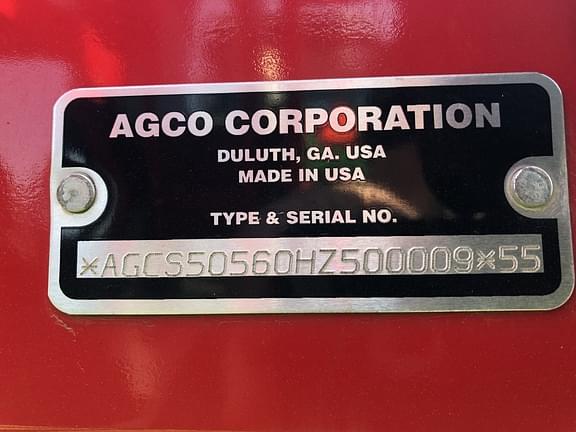 AGCO CORPORATION
DULUTH, GA. USA
MADE IN USA
TYPE & SERIAL NO.
*AGCS50560HZ500009*55